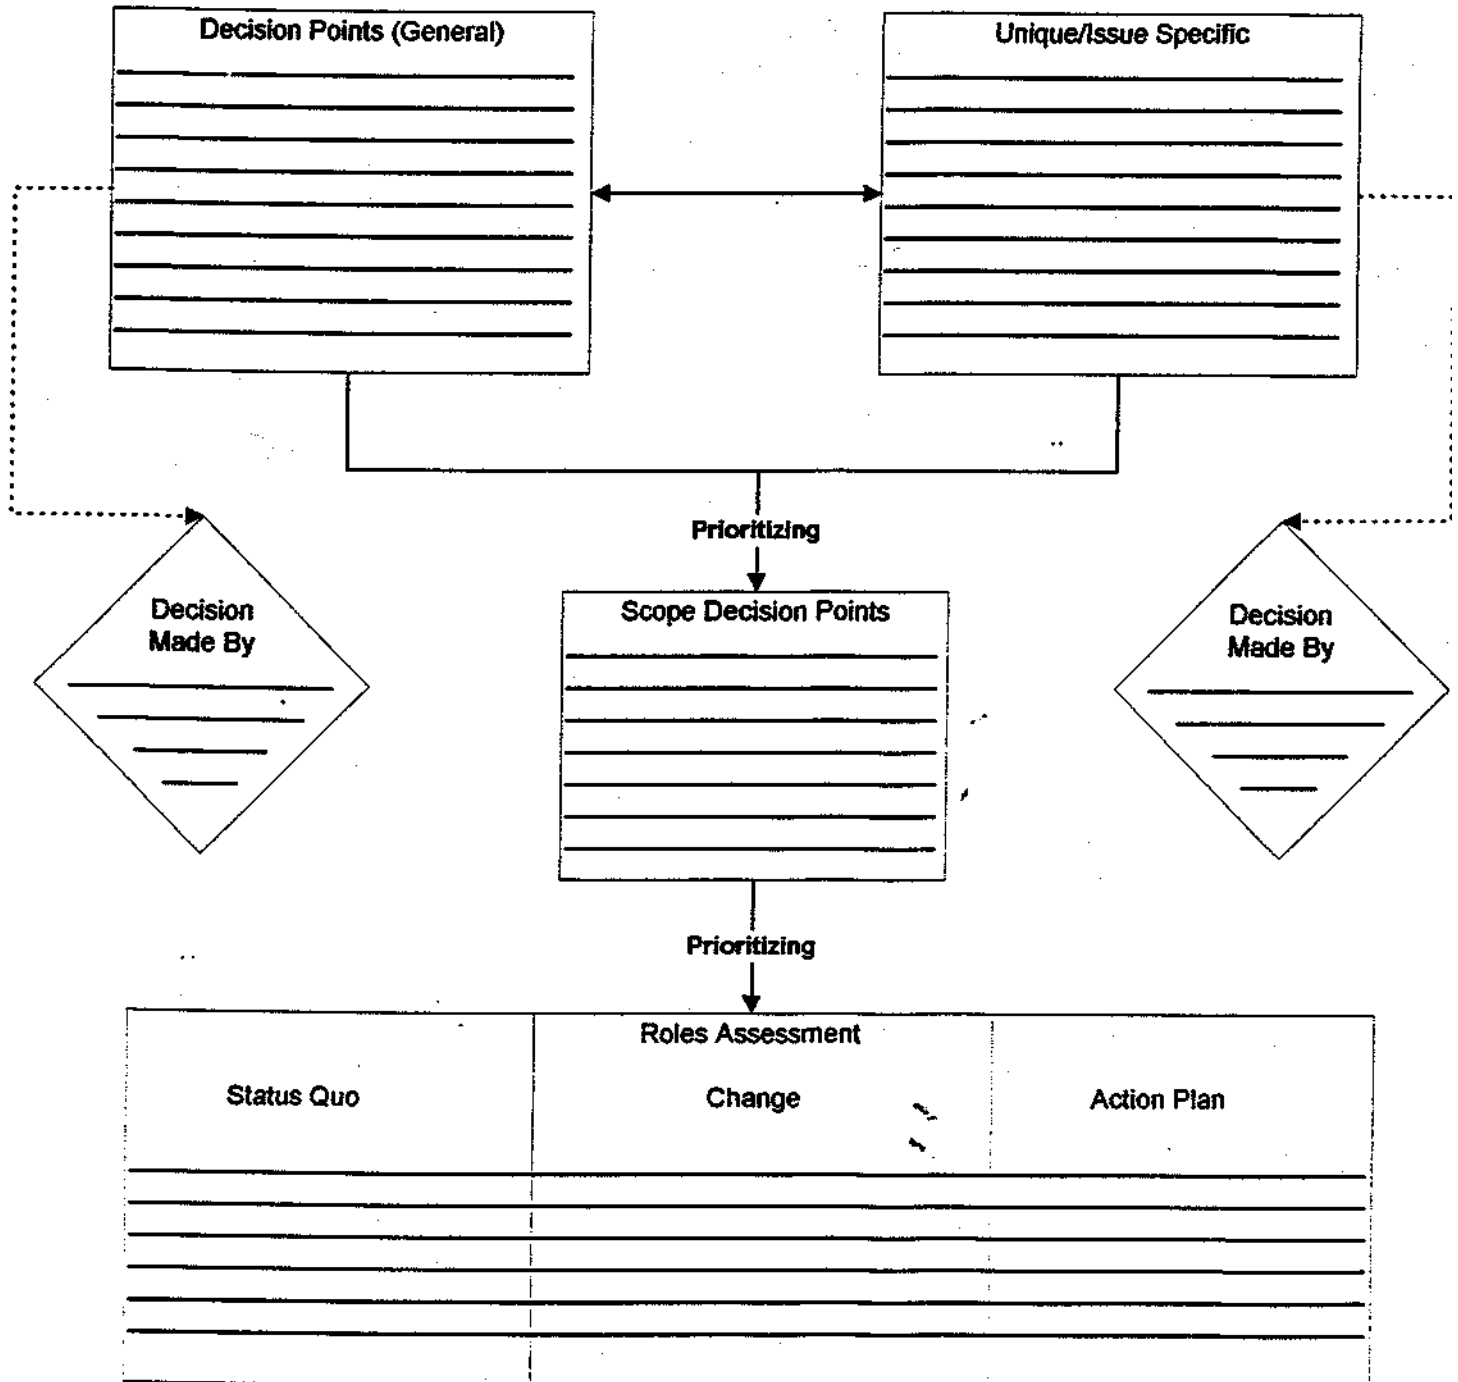 Decision Points (General)
Unique/Issue Specific
Prioritizing
Decision
Made By
Scope Decision Points
Decision
Made By
Prioritizing
Roles Assessment
Status Quo
Change
Action Plan